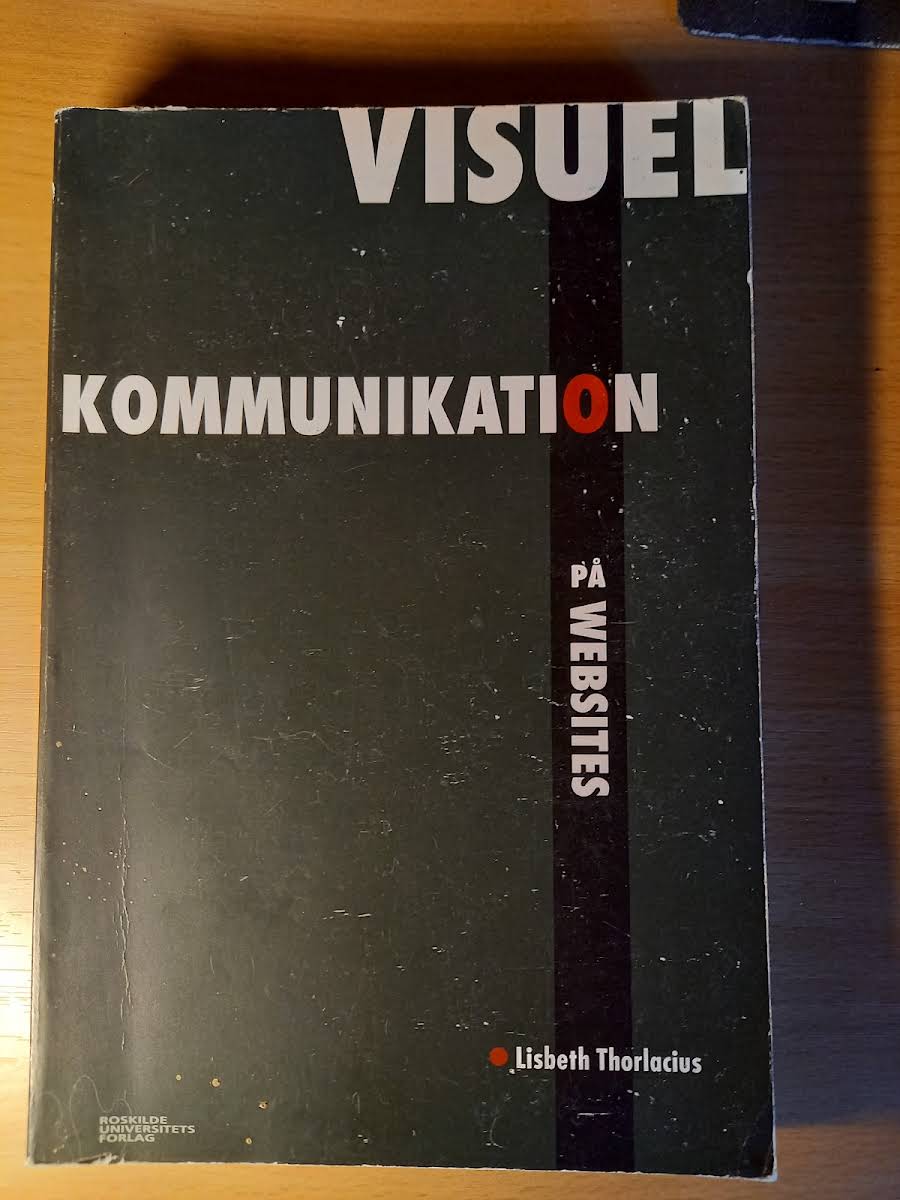 VISUEL
KOMMUNIKATION
PÅ WEBSITES
Lisbeth Thorlacius
ROSKILDE
UNIVERSITETS
FORLAG